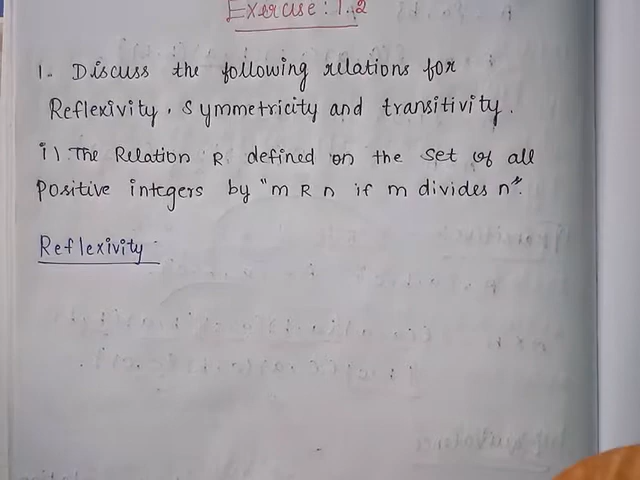 Exercise: 1.2
1. Discuss the following relations for
Reflexivity, Symmetricity and transitivity.
i) The Relation R defined on the set of all
Positive integers by "m R n if m divides n".
Reflexivity